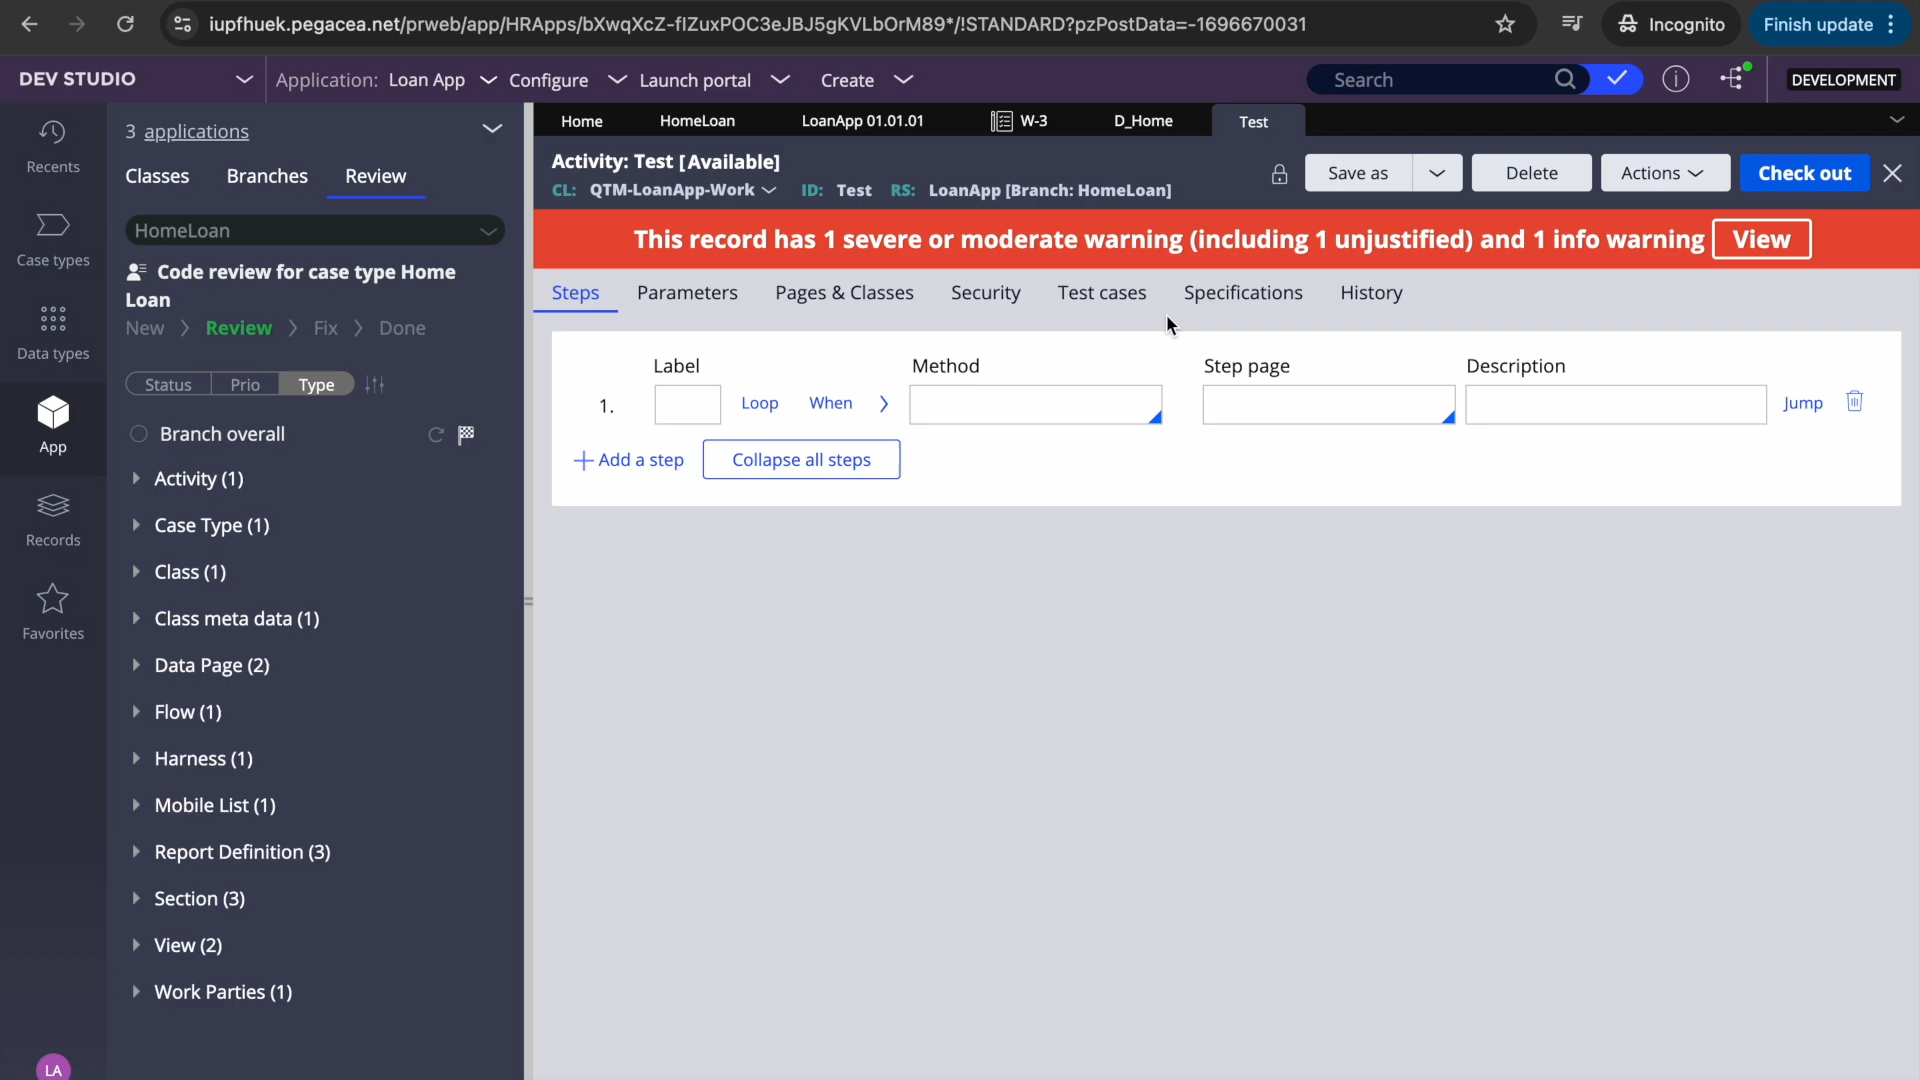 iupfhuek.pegacea.net/prweb/app/HRApps/bXwqXcZ-fIZuxPOC3eJBJ5gKVLbOrM89*/!STANDARD?pzPostData=-1696670031
Incognito
Finish update
DEV STUDIO
Application: Loan App
Configure
Launch portal
Create
Search
DEVELOPMENT
Recents
Case types
Data types
App
Records
Favorites
LA
3 applications
Classes
Branches
Review
HomeLoan
Code review for case type Home
Loan
New
Review
Fix
Done
Status
Prio
Type
Branch overall
Activity (1)
Case Type (1)
Class (1)
Class meta data (1)
Data Page (2)
Flow (1)
Harness (1)
Mobile List (1)
Report Definition (3)
Section (3)
View (2)
Work Parties (1)
Home
HomeLoan
LoanApp 01.01.01
W-3
D_Home
Test
Activity: Test [Available]
CL: QTM-LoanApp-Work ID: Test RS: LoanApp [Branch: HomeLoan]
Save as
Delete
Actions
Check out
This record has 1 severe or moderate warning (including 1 unjustified) and 1 info warning
View
Steps
Parameters
Pages & Classes
Security
Test cases
Specifications
History
Label
Method
Step page
Description
1.
Loop
When
Jump
Add a step
Collapse all steps